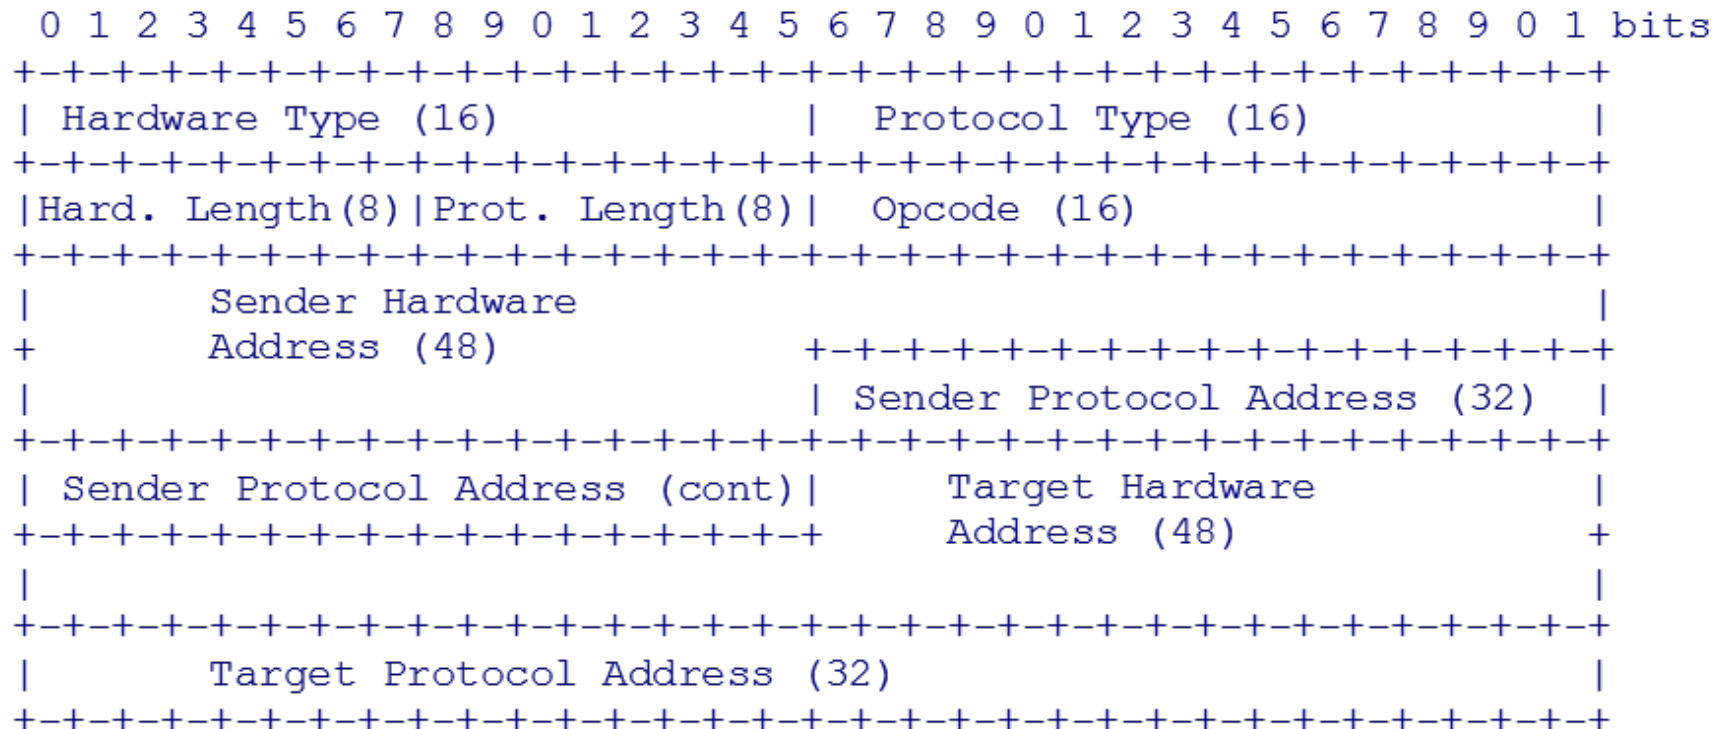 0 1 2 3 4 5 6 7 8 9 0 1 2 3 4 5 6 7 8 9 0 1 2 3 4 5 6 7 8 9 0 1 bits
+-+-+-+-+-+-+-+-+-+-+-+-+-+-+-+-+-+-+-+-+-+-+-+-+-+-+-+-+-+-+-+-+
| Hardware Type (16)            |  Protocol Type (16)           |
+-+-+-+-+-+-+-+-+-+-+-+-+-+-+-+-+-+-+-+-+-+-+-+-+-+-+-+-+-+-+-+-+
|Hard. Length(8)|Prot. Length(8)|  Opcode (16)                  |
+-+-+-+-+-+-+-+-+-+-+-+-+-+-+-+-+-+-+-+-+-+-+-+-+-+-+-+-+-+-+-+-+
|       Sender Hardware                                         |
+       Address (48)            +-+-+-+-+-+-+-+-+-+-+-+-+-+-+-+-+
|                               | Sender Protocol Address (32)  |
+-+-+-+-+-+-+-+-+-+-+-+-+-+-+-+-+-+-+-+-+-+-+-+-+-+-+-+-+-+-+-+-+
| Sender Protocol Address (cont)|     Target Hardware           |
+-+-+-+-+-+-+-+-+-+-+-+-+-+-+-+-+     Address (48)              +
|                                                               |
+-+-+-+-+-+-+-+-+-+-+-+-+-+-+-+-+-+-+-+-+-+-+-+-+-+-+-+-+-+-+-+-+
|       Target Protocol Address (32)                            |
+-+-+-+-+-+-+-+-+-+-+-+-+-+-+-+-+-+-+-+-+-+-+-+-+-+-+-+-+-+-+-+-+